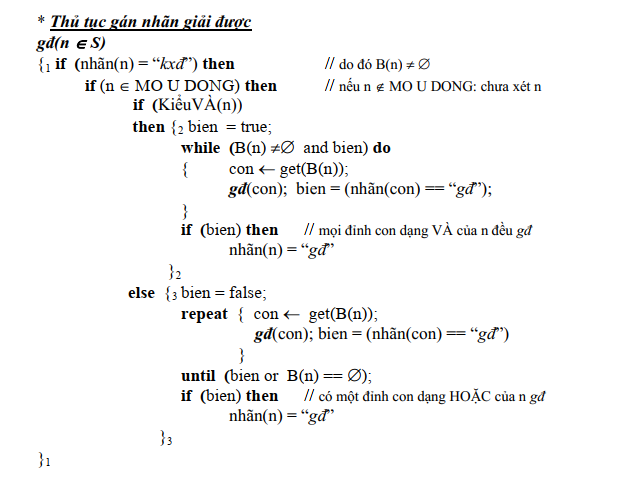 * Thủ tục gán nhãn giải được
gđ(n ∈ S)
{1 if (nhãn(n) = “kxđ”) then // do đó B(n) ≠ ∅
if (n ∈ MO U DONG) then // nếu n ∉ MO U DONG: chưa xét n
if (KiểuVÀ(n))
then {2 bien = true;
while (B(n) ≠∅ and bien) do
{ con ← get(B(n));
gđ(con); bien = (nhãn(con) == “gđ”);
}
if (bien) then // mọi đỉnh con dạng VÀ của n đều gđ
nhãn(n) = “gđ”
}2
else {3 bien = false;
repeat { con ← get(B(n));
gđ(con); bien = (nhãn(con) == “gđ”)
}
until (bien or B(n) == ∅);
if (bien) then // có một đỉnh con dạng HOẶC của n gđ
nhãn(n) = “gđ”
}3
}1